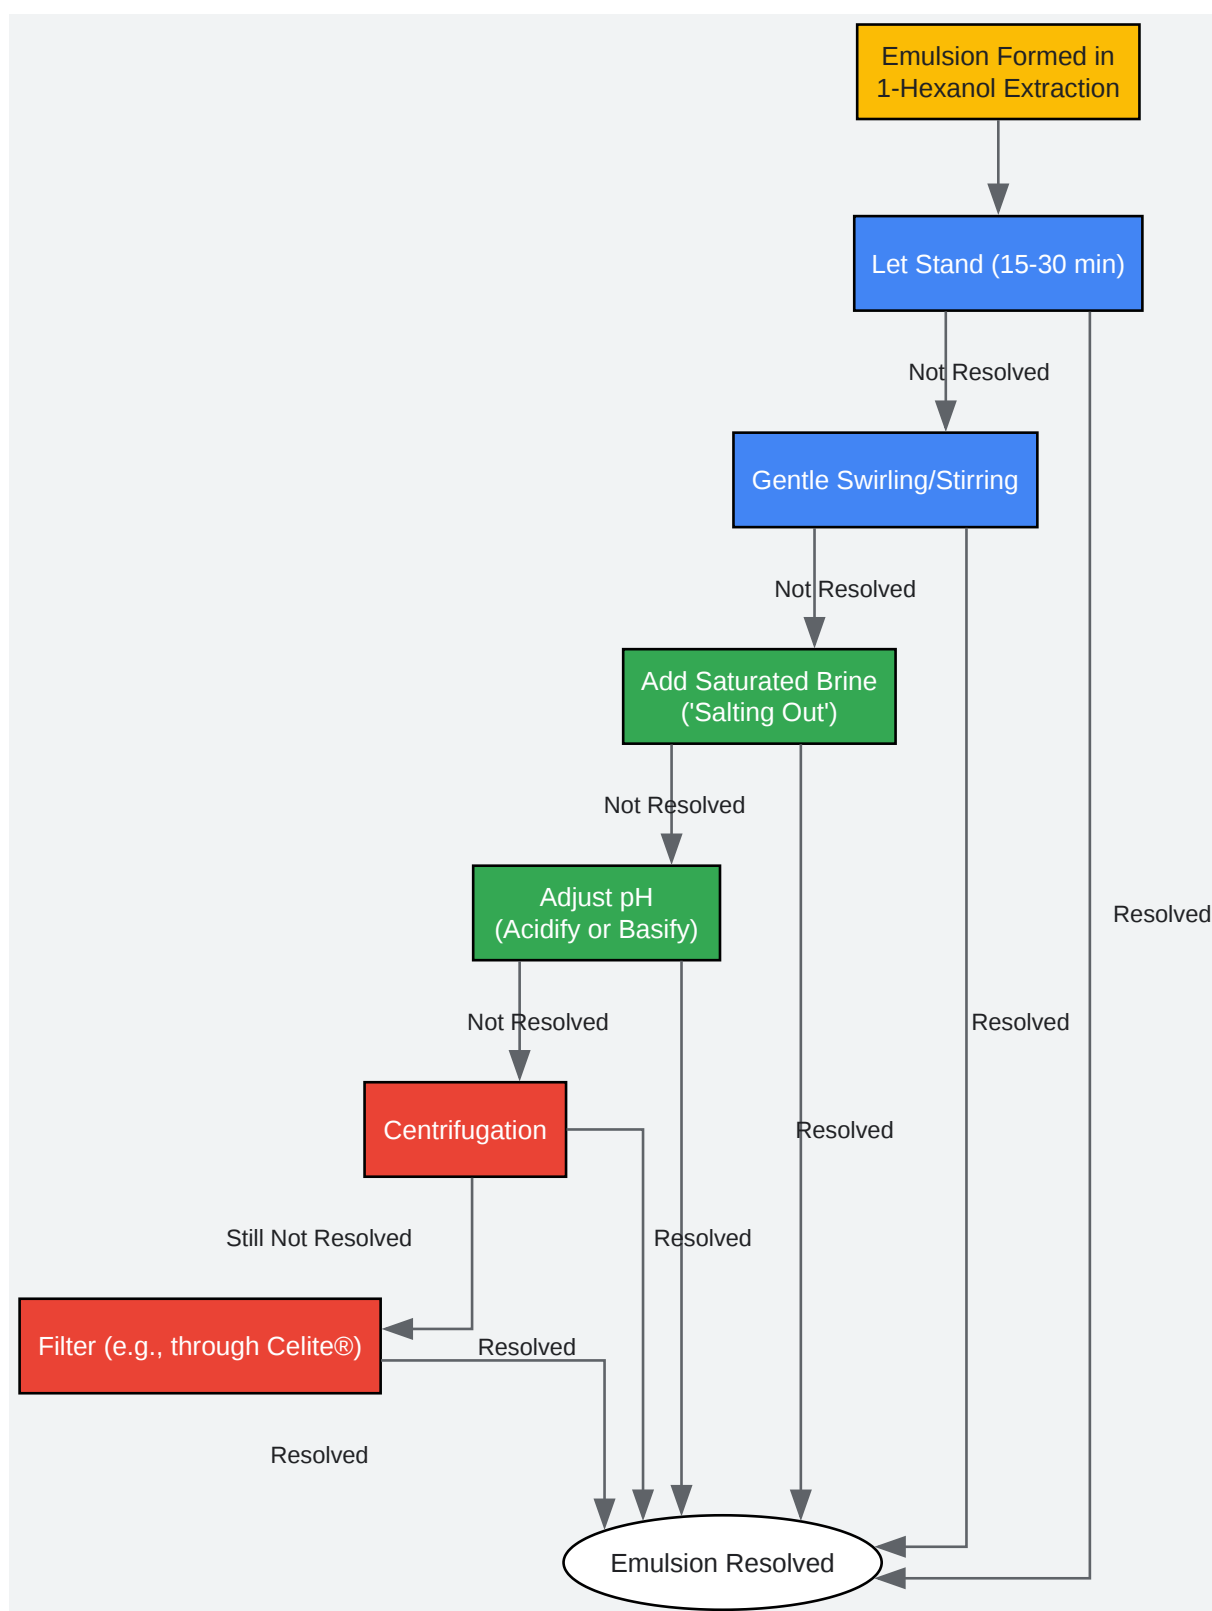 Emulsion Formed in
1-Hexanol Extraction
Let Stand (15-30 min)
Not Resolved
Gentle Swirling/Stirring
Not Resolved
Add Saturated Brine
('Salting Out')
Not Resolved
Adjust pH
(Acidify or Basify)
Resolved
Not Resolved
Resolved
Centrifugation
Resolved
Still Not Resolved
Resolved
Filter (e.g., through Celite®)
Resolved
Resolved
Emulsion Resolved